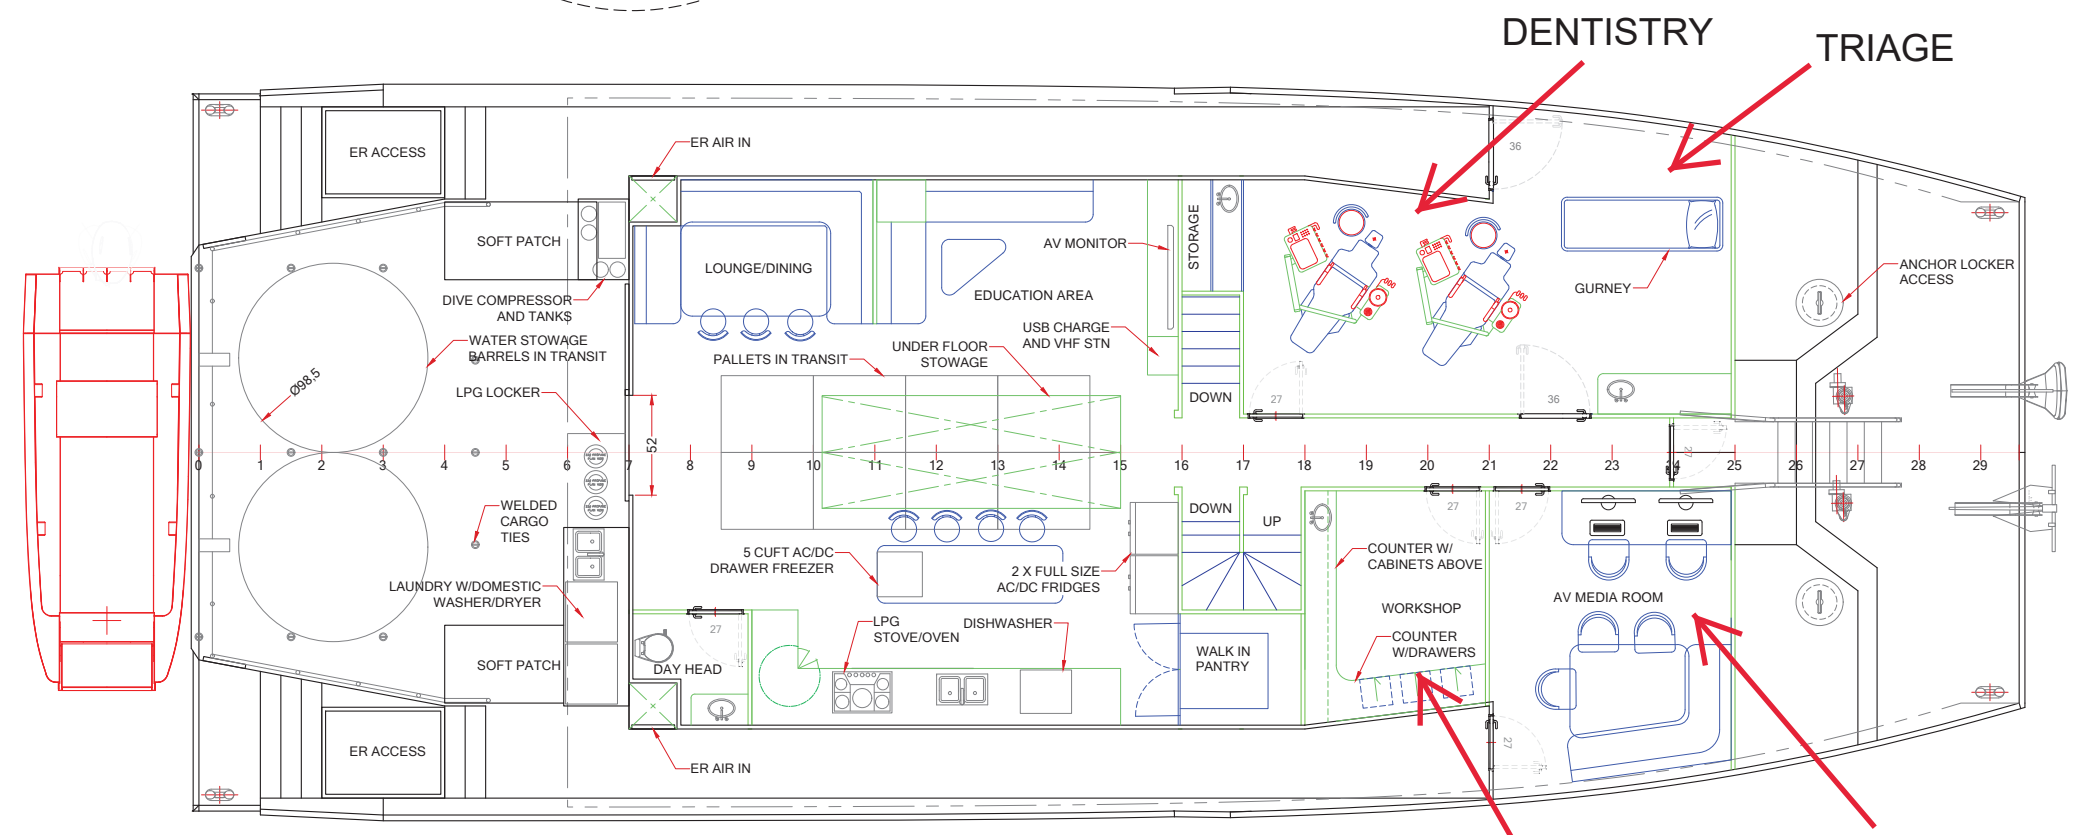 DENTISTRY
TRIAGE
ER ACCESS
ER AIR IN
36
SOFT PATCH
LOUNGE/DINING
AV MONITOR
STORAGE
EDUCATION AREA
GURNEY
ANCHOR LOCKER
ACCESS
DIVE COMPRESSOR
AND TANK$
WATER STOWAGE
BARRELS IN TRANSIT
USB CHARGE
AND VHF STN
UNDER FLOOR
STOWAGE
PALLETS IN TRANSIT
Ø98,5
LPG LOCKER
DOWN
27
36
52
27
0 1 2 3 4 5 6 7 8 9 10 11 12 13 14 15 16 17 18 19 20 21 22 23 24 25 26 27 28 29
WELDED
CARGO
TIES
DOWN
UP
27
27
5 CUFT AC/DC
DRAWER FREEZER
2 X FULL SIZE
AC/DC FRIDGES
COUNTER W/
CABINETS ABOVE
LAUNDRY W/DOMESTIC
WASHER/DRYER
AV MEDIA ROOM
WORKSHOP
27
LPG
STOVE/OVEN
DISHWASHER
COUNTER
W/DRAWERS
WALK IN
PANTRY
SOFT PATCH
DAY HEAD
27
ER ACCESS
ER AIR IN